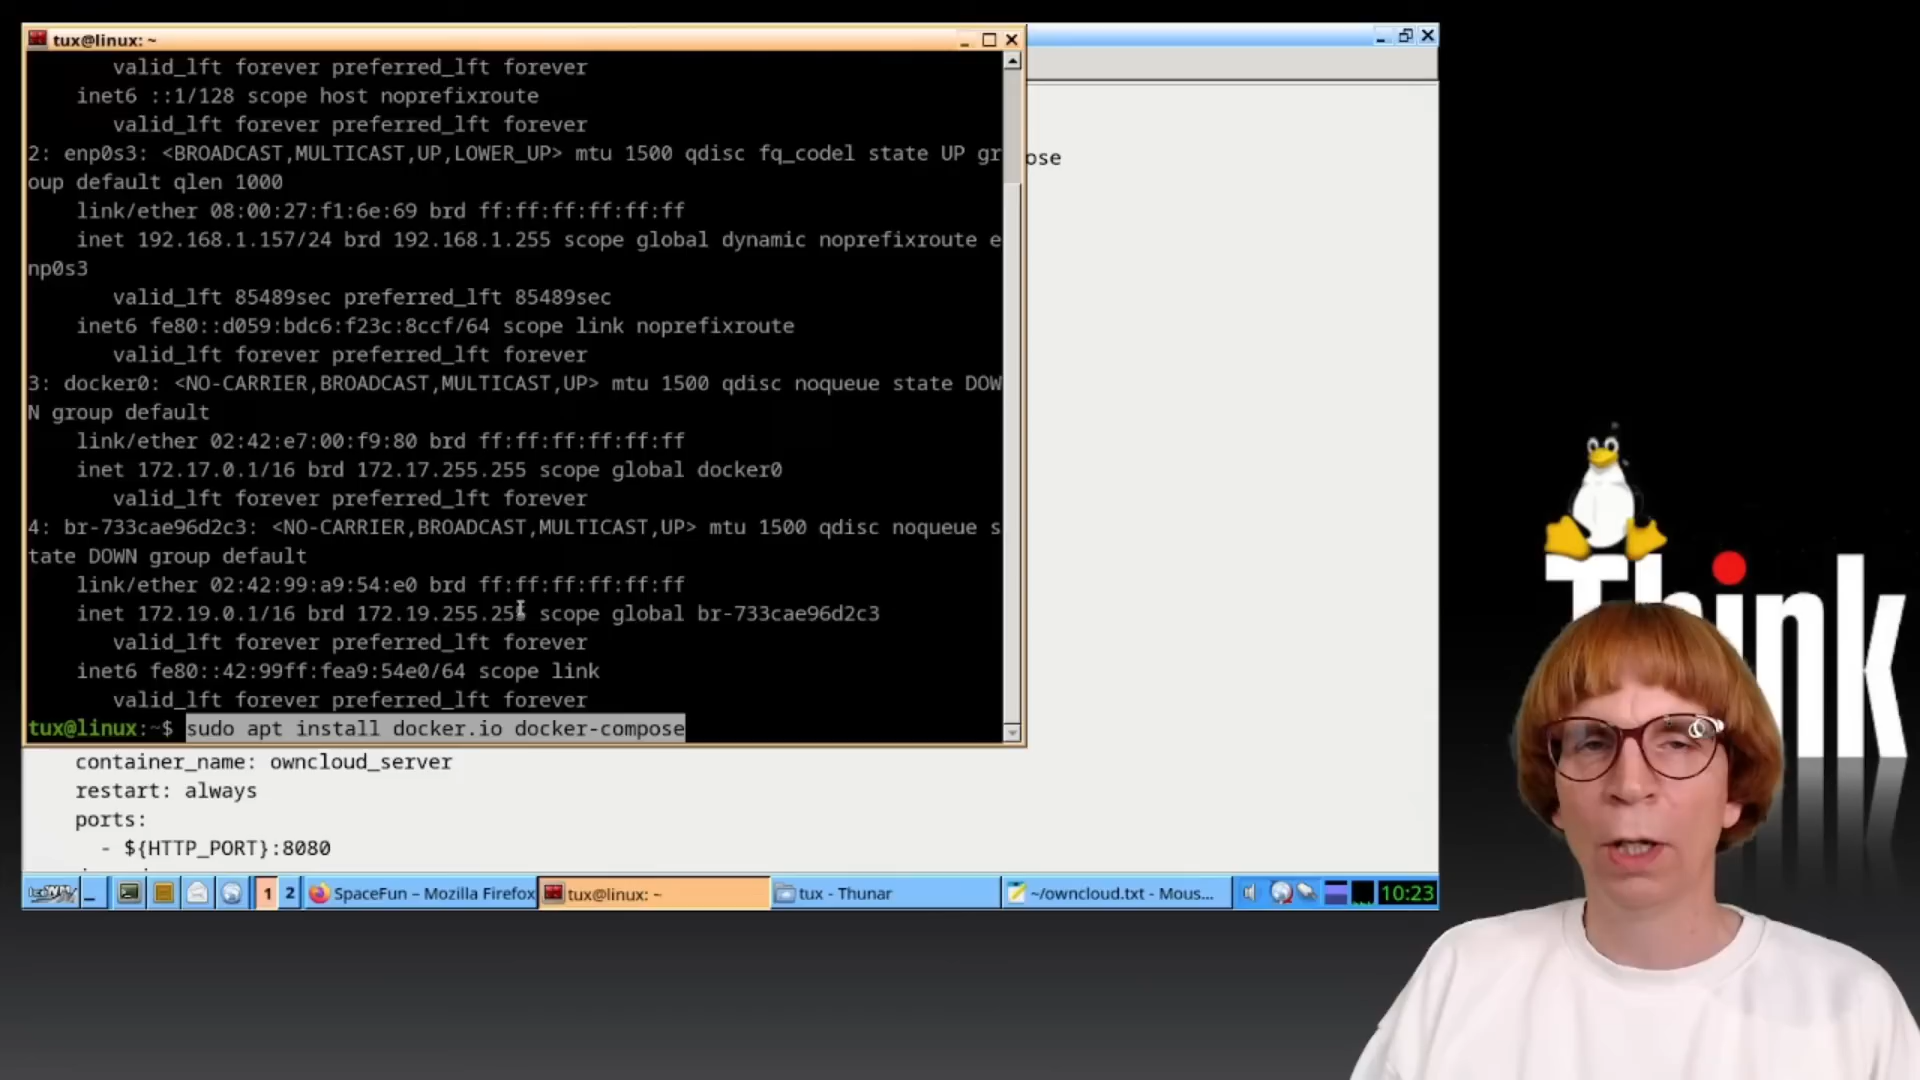 tux@linux: ~
valid_lft forever preferred_lft forever
inet6 ::1/128 scope host noprefixroute
valid_lft forever preferred_lft forever
2: enp0s3: <BROADCAST,MULTICAST,UP,LOWER_UP> mtu 1500 qdisc fq_codel state UP gr
oup default qlen 1000
link/ether 08:00:27:f1:6e:69 brd ff:ff:ff:ff:ff:ff
inet 192.168.1.157/24 brd 192.168.1.255 scope global dynamic noprefixroute e
np0s3
valid_lft 85489sec preferred_lft 85489sec
inet6 fe80::d059:bdc6:f23c:8ccf/64 scope link noprefixroute
valid_lft forever preferred_lft forever
3: docker0: <NO-CARRIER,BROADCAST,MULTICAST,UP> mtu 1500 qdisc noqueue state DOW
N group default
link/ether 02:42:e7:00:f9:80 brd ff:ff:ff:ff:ff:ff
inet 172.17.0.1/16 brd 172.17.255.255 scope global docker0
valid_lft forever preferred_lft forever
4: br-733cae96d2c3: <NO-CARRIER,BROADCAST,MULTICAST,UP> mtu 1500 qdisc noqueue s
tate DOWN group default
link/ether 02:42:99:a9:54:e0 brd ff:ff:ff:ff:ff:ff
inet 172.19.0.1/16 brd 172.19.255.255 scope global br-733cae96d2c3
valid_lft forever preferred_lft forever
inet6 fe80::42:99ff:fea9:54e0/64 scope link
valid_lft forever preferred_lft forever
tux@linux:~$ sudo apt install docker.io docker-compose
ose
container_name: owncloud_server
restart: always
ports:
- ${HTTP_PORT}:8080
IceWM 1 2 SpaceFun – Mozilla Firefox tux@linux: ~ tux - Thunar ~/owncloud.txt - Mous... 10:23
Think